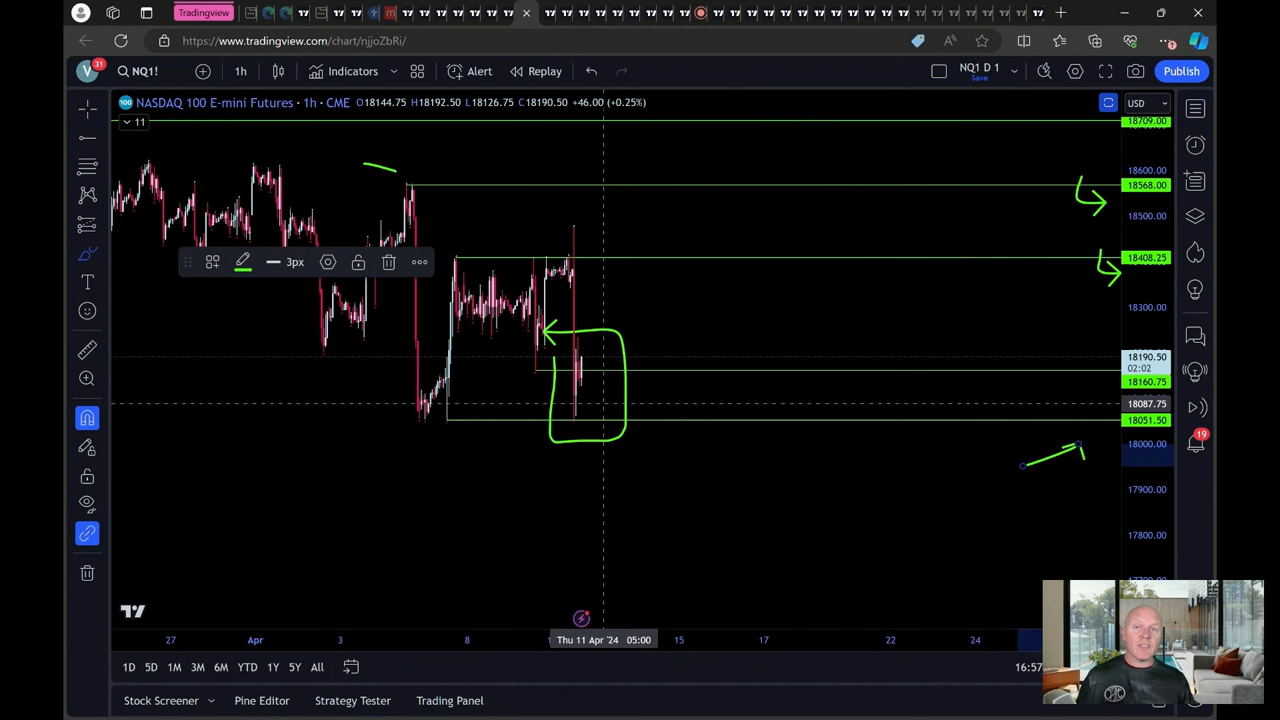 Tradingview
https://www.tradingview.com/chart/njjoZbRi/
V 31 NQ1! 1h Indicators Alert Replay NQ1 D 1 Save Publish
100 NASDAQ 100 E-mini Futures · 1h · CME O18144.75 H18192.50 L18126.75 C18190.50 +46.00 (+0.25%) USD
11
18709.00
18600.00
18568.00
18500.00
18408.25
3px
18300.00
18190.50
02:02
18160.75
18087.75
18051.50
18000.00
19
17900.00
17800.00
27 Apr 3 8 Thu 11 Apr '24 05:00 15 17 22 24
1D 5D 1M 3M 6M YTD 1Y 5Y All 16:57
Stock Screener Pine Editor Strategy Tester Trading Panel